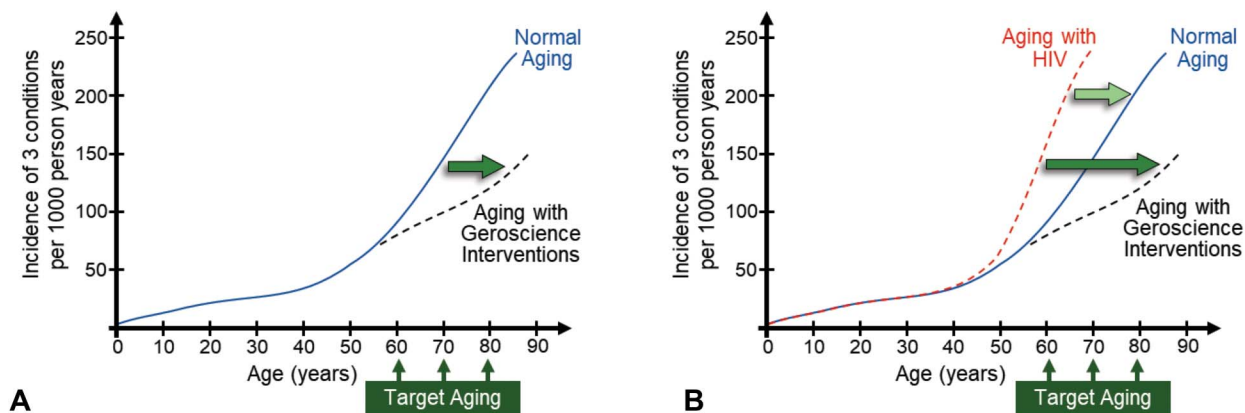 250
200
150
100
50
0 10 20 30 40 50 60 70 80 90
Incidence of 3 conditions
per 1000 person years
Normal
Aging
Aging with
Geroscience
Interventions
Age (years)
Target Aging
A
250
200
150
100
50
0 10 20 30 40 50 60 70 80 90
Incidence of 3 conditions
per 1000 person years
Aging with
HIV
Normal
Aging
Aging with
Geroscience
Interventions
Age (years)
Target Aging
B